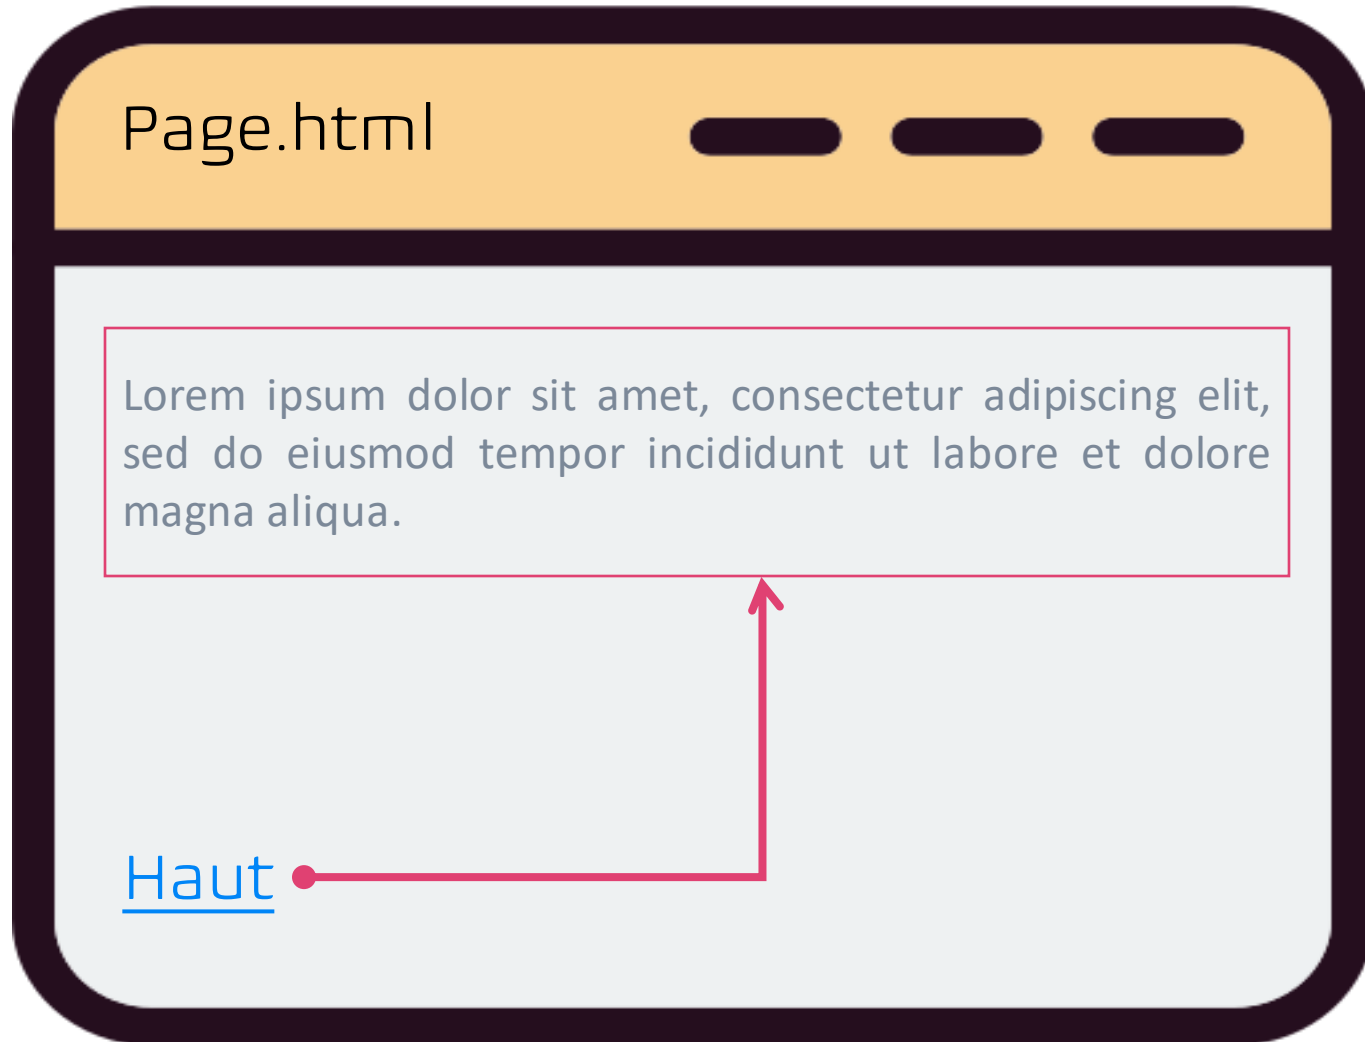 Page.html
Lorem ipsum dolor sit amet, consectetur adipiscing elit,
sed do eiusmod tempor incididunt ut labore et dolore
magna aliqua.
Haut